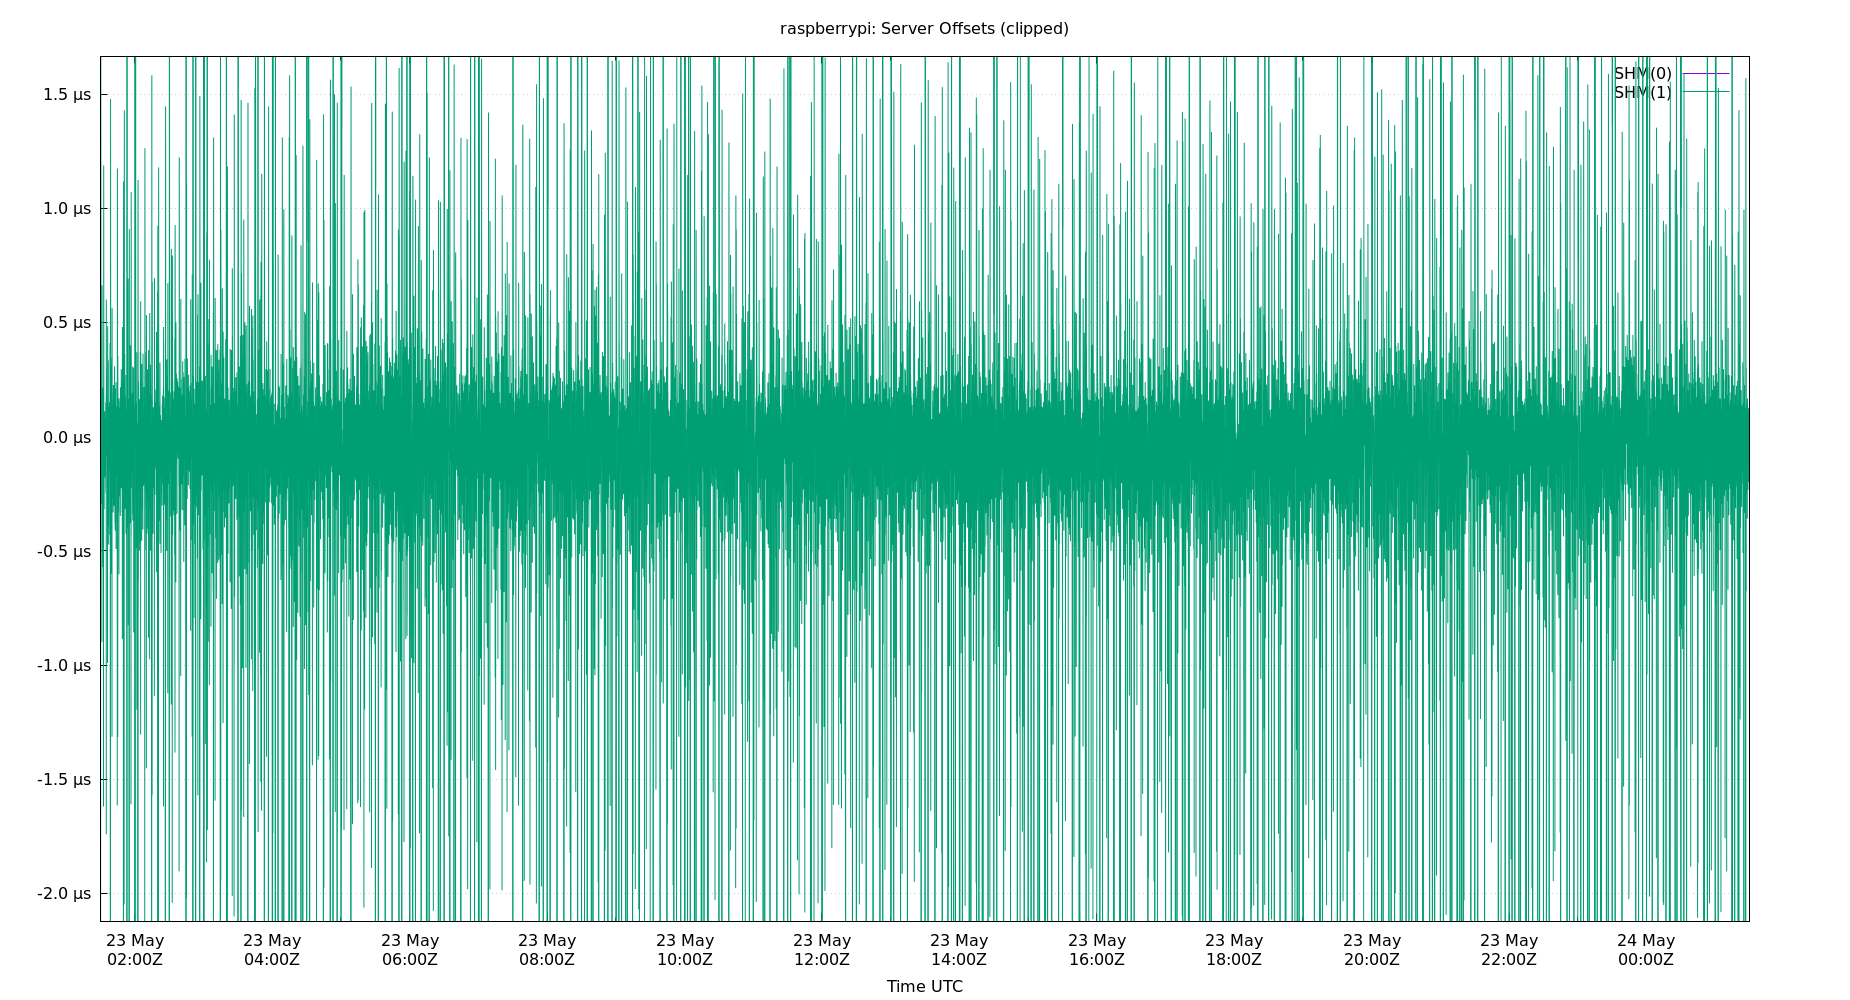 raspberrypi: Server Offsets (clipped)
SHM(0)
SHM(1)
1.5 µs
1.0 µs
0.5 µs
0.0 µs
-0.5 µs
-1.0 µs
-1.5 µs
-2.0 µs
23 May 23 May 23 May 23 May 23 May 23 May 23 May 23 May 23 May 23 May 23 May 24 May
02:00Z 04:00Z 06:00Z 08:00Z 10:00Z 12:00Z 14:00Z 16:00Z 18:00Z 20:00Z 22:00Z 00:00Z
Time UTC